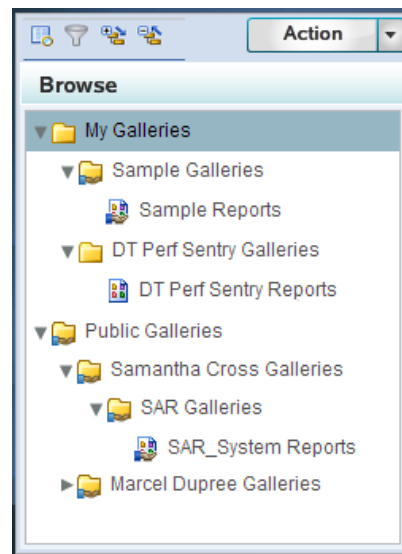 Action
Browse
My Galleries
Sample Galleries
Sample Reports
DT Perf Sentry Galleries
DT Perf Sentry Reports
Public Galleries
Samantha Cross Galleries
SAR Galleries
SAR_System Reports
Marcel Dupree Galleries